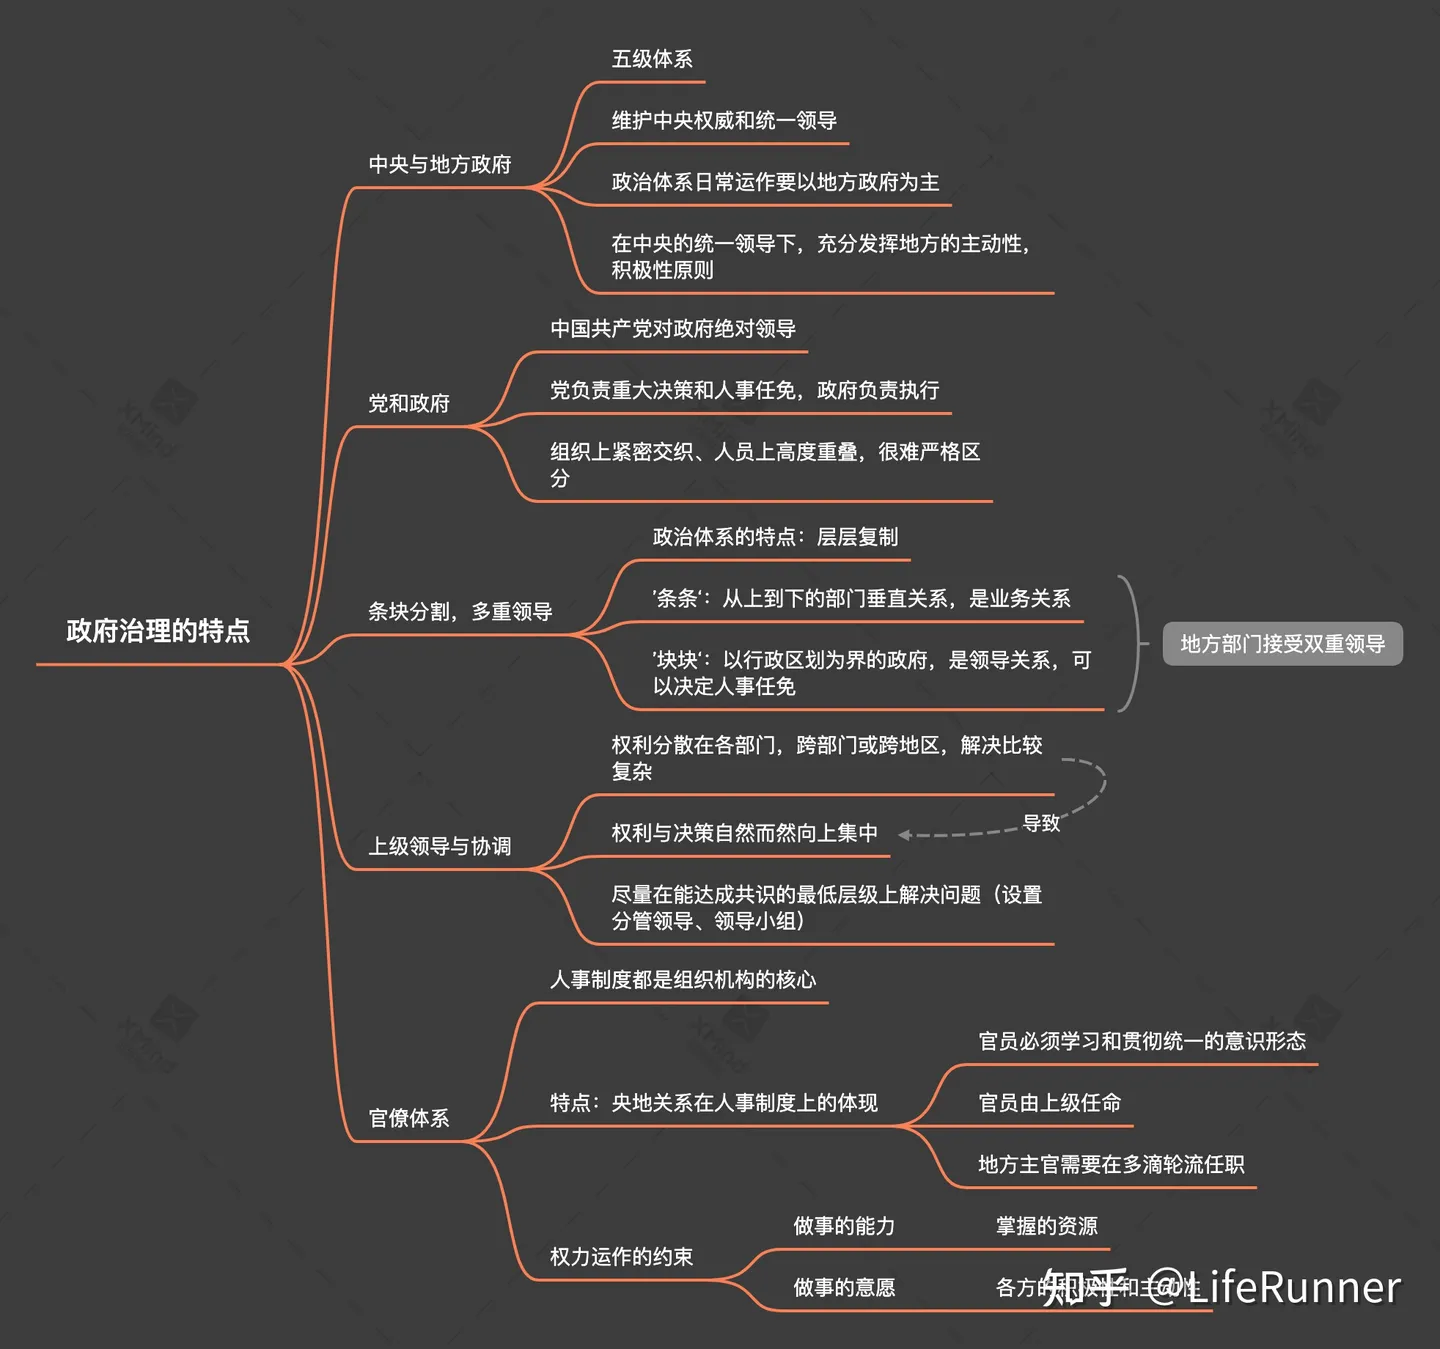 五级体系
维护中央权威和统一领导
中央与地方政府
政治体系日常运作要以地方政府为主
在中央的统一领导下，充分发挥地方的主动性，
积极性原则
中国共产党对政府绝对领导
党和政府
党负责重大决策和人事任免，政府负责执行
组织上紧密交织、人员上高度重叠，很难严格区
分
政治体系的特点：层层复制
条块分割，多重领导
'条条‘：从上到下的部门垂直关系，是业务关系
'块块‘：以行政区划为界的政府，是领导关系，可
以决定人事任免
地方部门接受双重领导
政府治理的特点
权利分散在各部门，跨部门或跨地区，解决比较
复杂
导致
权利与决策自然而然向上集中
上级领导与协调
尽量在能达成共识的最低层级上解决问题（设置
分管领导、领导小组）
人事制度都是组织机构的核心
官员必须学习和贯彻统一的意识形态
官僚体系
特点：央地关系在人事制度上的体现
官员由上级任命
地方主官需要在多滴轮流任职
做事的能力 掌握的资源
权力运作的约束
做事的意愿 各方的积极性和主动性
知乎 @LifeRunner
XMind
XMind
XMind
XMind